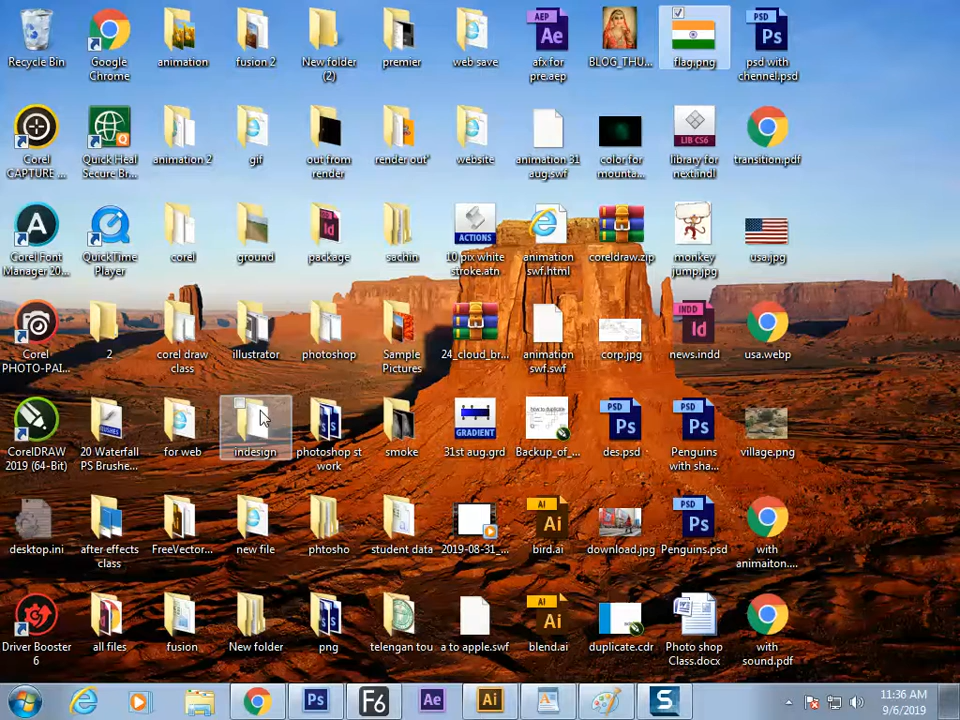 Recycle Bin
Google
Chrome
animation
fusion 2
New folder
(2)
premier
web save
AEP
Ae
afx for
pre.aep
BLOG_THU...
flag.png
PSD
Ps
psd with
chennel.psd
Corel
CAPTURE ...
Quick Heal
Secure Br...
animation 2
gif
out from
render
render out'
website
animation 31
aug.swf
color for
mounta...
LIB CS6
library for
next.indl
transition.pdf
Corel Font
Manager 20...
QuickTime
Player
corel
ground
Id
package
sachin
ACTIONS
10 pix white
stroke.atn
animation
swf.html
coreldraw.zip
monkey
jump.jpg
usa.jpg
Corel
PHOTO-PAI...
2
corel draw
class
illustrator
photoshop
Sample
Pictures
24_cloud_br...
animation
swf.swf
corp.jpg
INDD
Id
news.indd
usa.webp
CorelDRAW
2019 (64-Bit)
20 Waterfall
PS Brushe...
for web
indesign
photoshop st
work
smoke
GRADIENT
31st aug.grd
how to duplicate
Backup_of_...
PSD
Ps
des.psd
PSD
Ps
Penguins
with sha...
village.png
desktop.ini
after effects
class
FreeVector...
new file
phtosho
student data
2019-08-31_...
AI
Ai
bird.ai
download.jpg
PSD
Ps
Penguins.psd
with
animaiton....
Driver Booster
6
all files
fusion
New folder
png
telengan tou
a to apple.swf
AI
Ai
blend.ai
duplicate.cdr
Photo shop
Class.docx
with
sound.pdf
Ps
F6
Ae
Ai
S
11:36 AM
9/6/2019